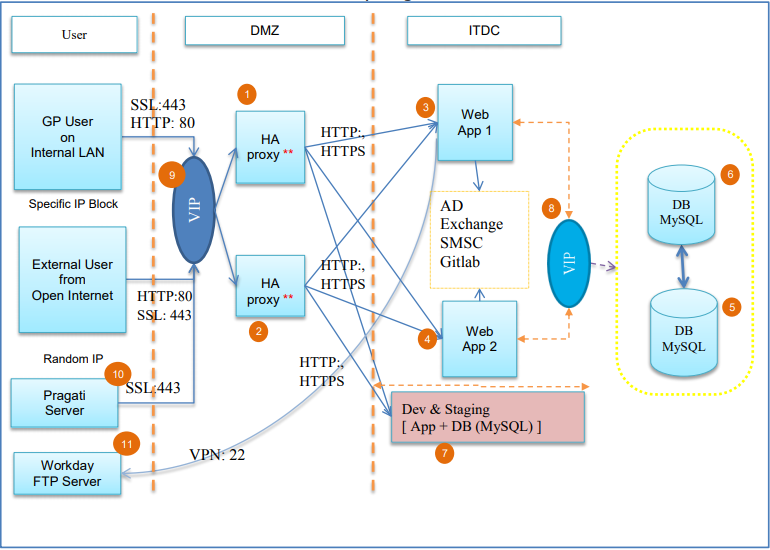 User
DMZ
ITDC
GP User
on
Internal LAN
SSL:443
HTTP: 80
1
HA
proxy **
HTTP:,
HTTPS
3
Web
App 1
9
VIP
Specific IP Block
AD
Exchange
SMSC
Gitlab
8
VIP
6
DB
MySQL
External User
from
Open Internet
HTTP:80
SSL: 443
HA
proxy **
2
HTTP:,
HTTPS
4
Web
App 2
5
DB
MySQL
Random IP
10
Pragati
Server
SSL:443
HTTP:,
HTTPS
Dev & Staging
[ App + DB (MySQL) ]
7
11
Workday
FTP Server
VPN: 22